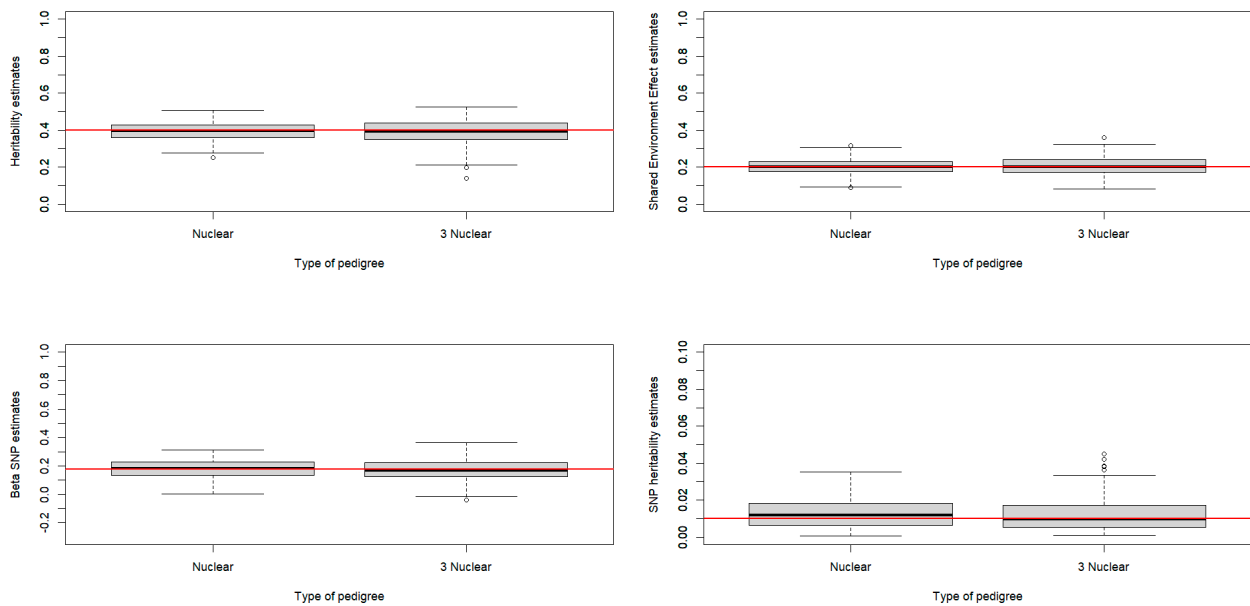 Heritability estimates
1.0
0.8
0.6
0.4
0.2
0.0
Nuclear
3 Nuclear
Type of pedigree
Shared Environment Effect estimates
1.0
0.8
0.6
0.4
0.2
0.0
Nuclear
3 Nuclear
Type of pedigree
Beta SNP estimates
1.0
0.8
0.6
0.4
0.2
0.0
-0.2
Nuclear
3 Nuclear
Type of pedigree
SNP heritability estimates
0.10
0.08
0.06
0.04
0.02
0.00
Nuclear
3 Nuclear
Type of pedigree